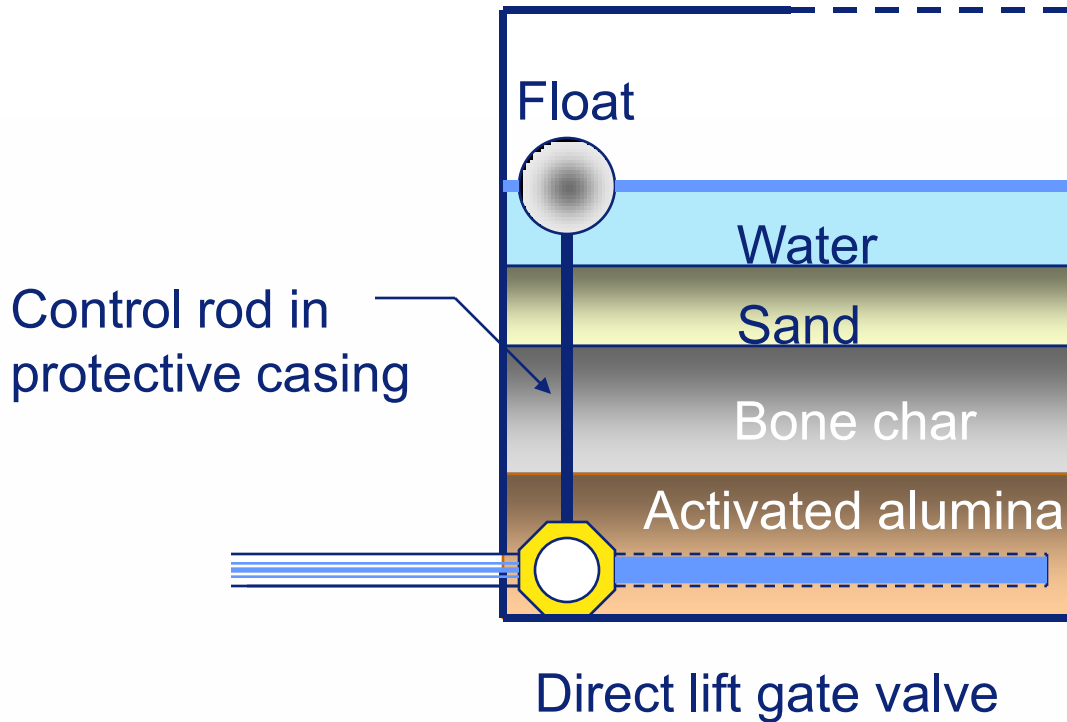 Float
Water
Control rod in
protective casing
Sand
Bone char
Activated alumina
Direct lift gate valve